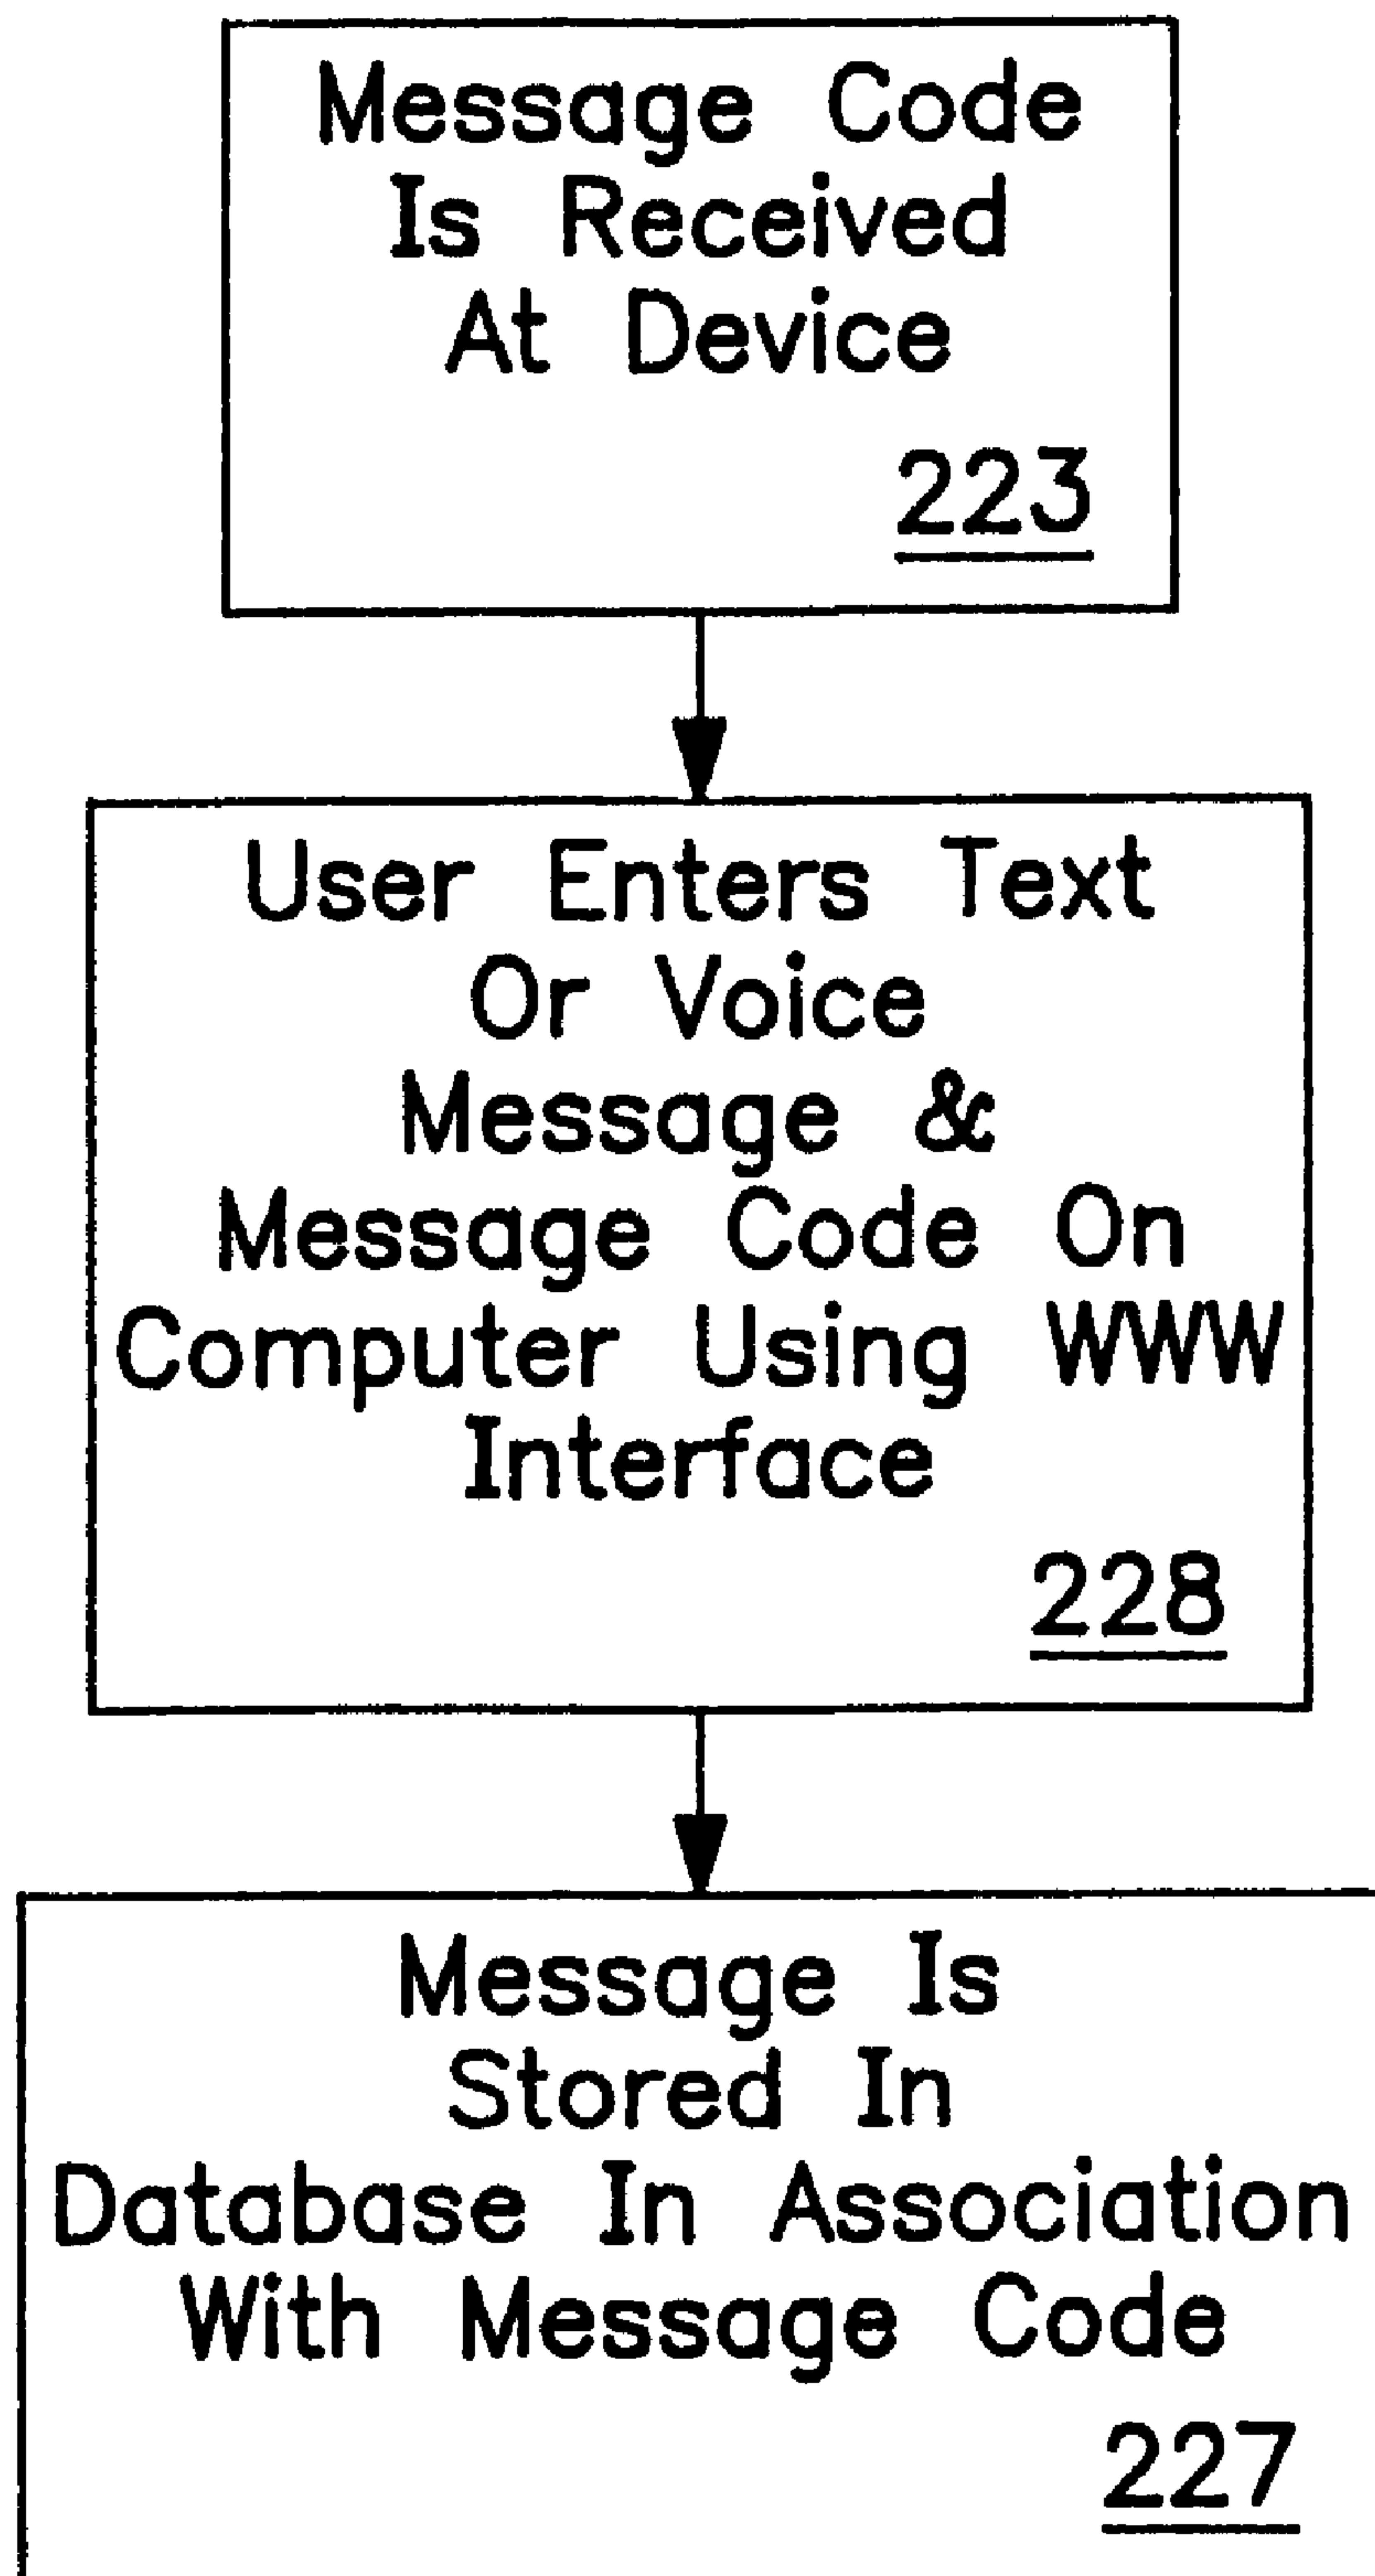 Message Code
Is Received
At Device
223
User Enters Text
Or Voice
Message &
Message Code On
Computer Using WWW
Interface
228
Message Is
Stored In
Database In Association
With Message Code
227